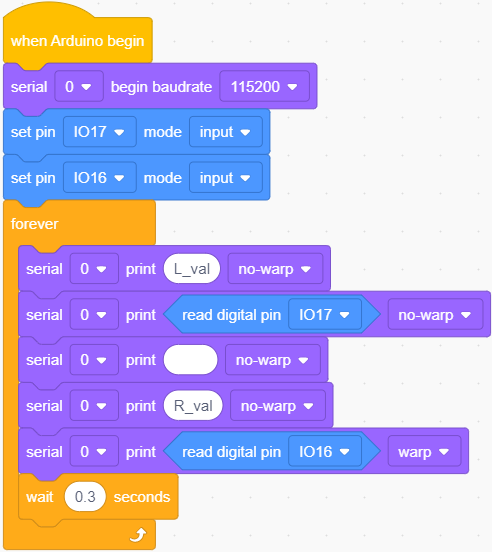 when Arduino begin
serial 0 begin baudrate 115200
set pin IO17 mode input
set pin IO16 mode input
forever
serial 0 print L_val no-warp
serial 0 print read digital pin IO17 no-warp
serial 0 print no-warp
serial 0 print R_val no-warp
serial 0 print read digital pin IO16 warp
wait 0.3 seconds